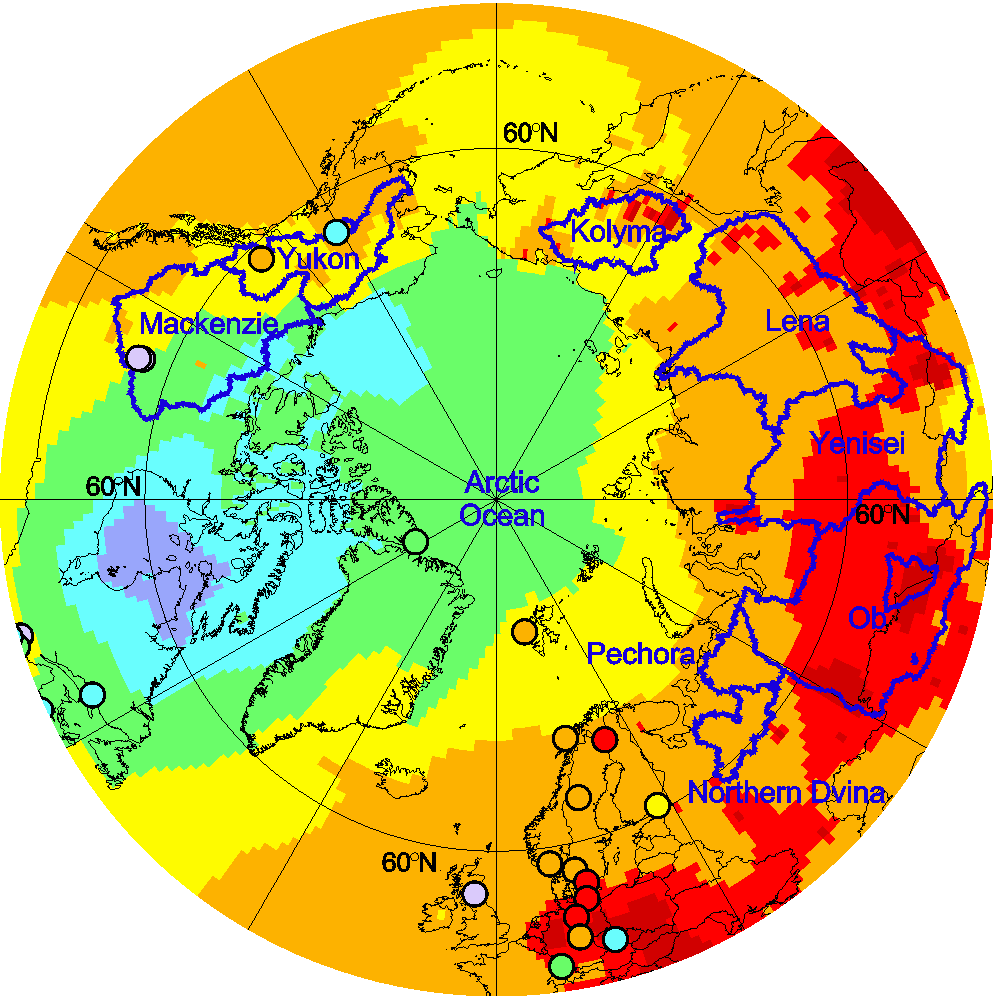 60°N
Kolyma
Yukon
Mackenzie
Lena
Yenisei
60°N
Arctic
Ocean
60°N
Ob
Pechora
Northern Dvina
60°N